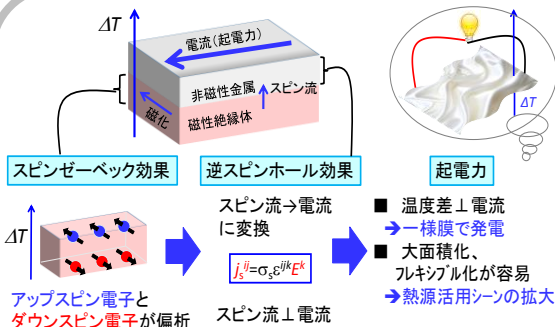 ΔT
電流(起電力)
非磁性金属
スピン流
磁化
磁性絶縁体
ΔT
スピンゼーベック効果
逆スピンホール効果
起電力
ΔT
アップスピン電子と
ダウンスピン電子が偏析
スピン流→電流
に変換
j_s^{ij}=σ_sε^{ijk}E^k
スピン流⊥電流
■ 温度差⊥電流
➔一様膜で発電
■ 大面積化、
フレキシブル化が容易
➔熱源活用シーンの拡大